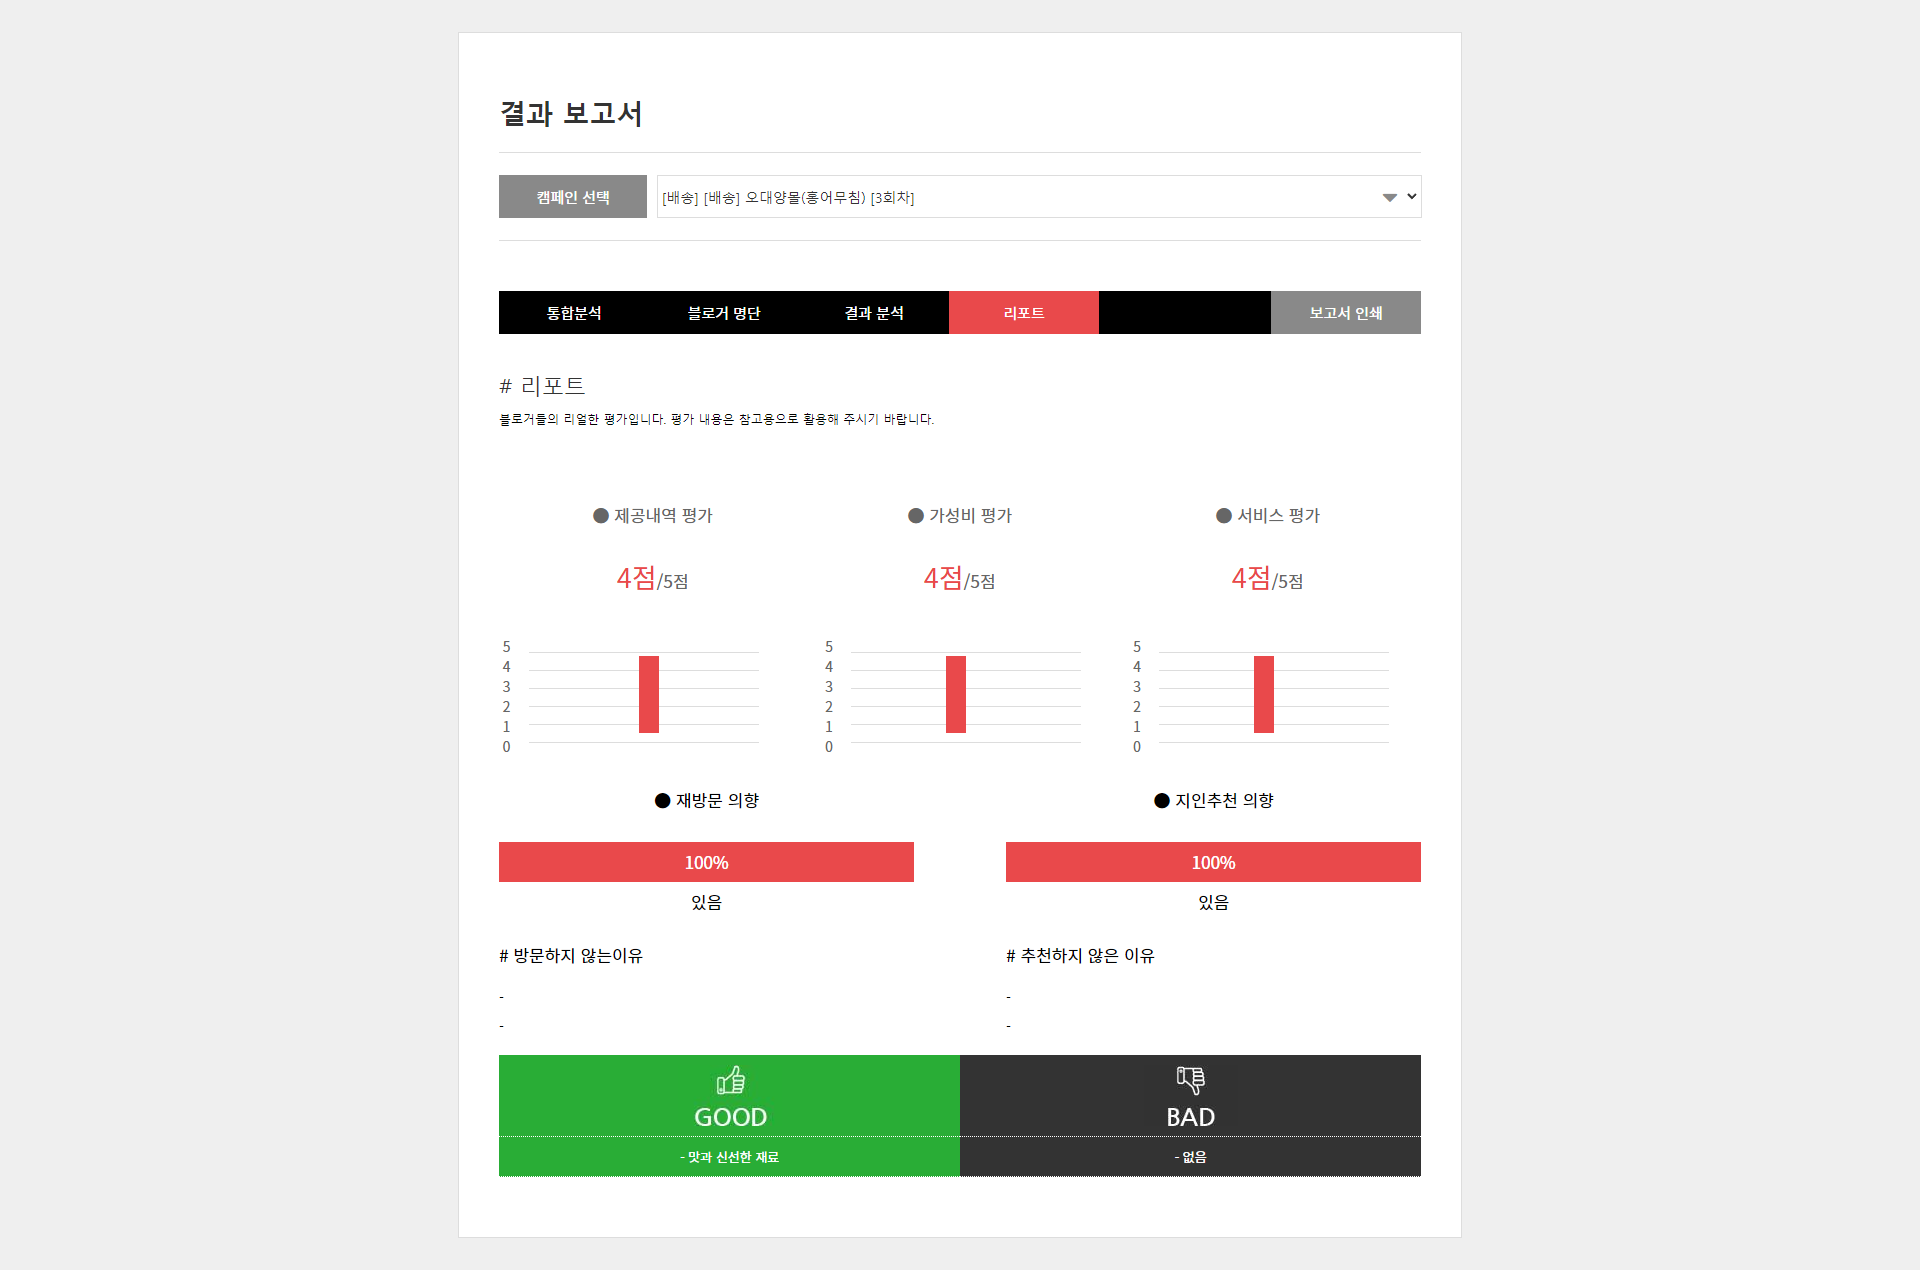 결과 보고서
캠페인 선택
[배송] [배송] 오대양몰(홍어무침) [3회차]
통합분석 블로거 명단 결과 분석 리포트 보고서 인쇄
# 리포트
블로거들의 리얼한 평가입니다. 평가 내용은 참고용으로 활용해 주시기 바랍니다.
● 제공내역 평가 ● 가성비 평가 ● 서비스 평가
4점/5점 4점/5점 4점/5점
5 5 5
4 4 4
3 3 3
2 2 2
1 1 1
0 0 0
● 재방문 의향 ● 지인추천 의향
100% 100%
있음 있음
# 방문하지 않는이유 # 추천하지 않은 이유
- -
- -
GOOD BAD
- 맛과 신선한 재료 - 없음